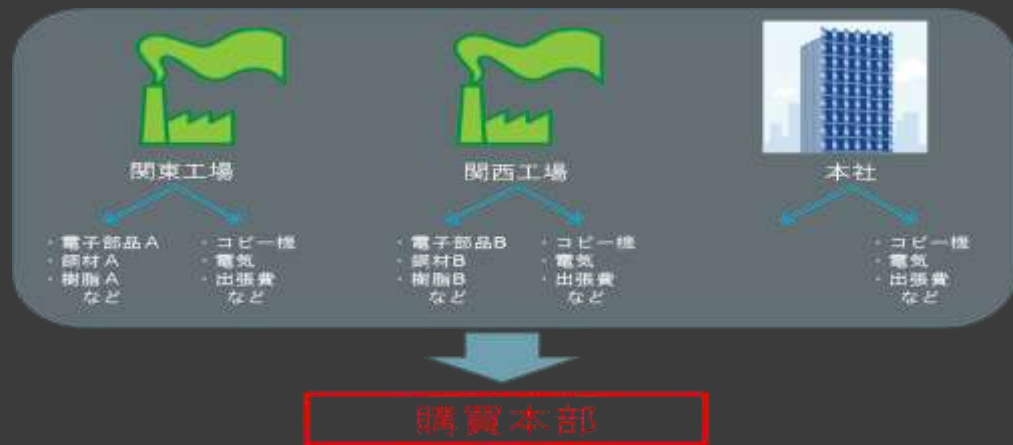 関東工場
関西工場
本社
・電子部品A
・鋼材A
・樹脂A
など
・コピー機
・電気
・出張費
など
・電子部品B
・鋼材B
・樹脂B
など
・コピー機
・電気
・出張費
など
・コピー機
・電気
・出張費
など
購買本部